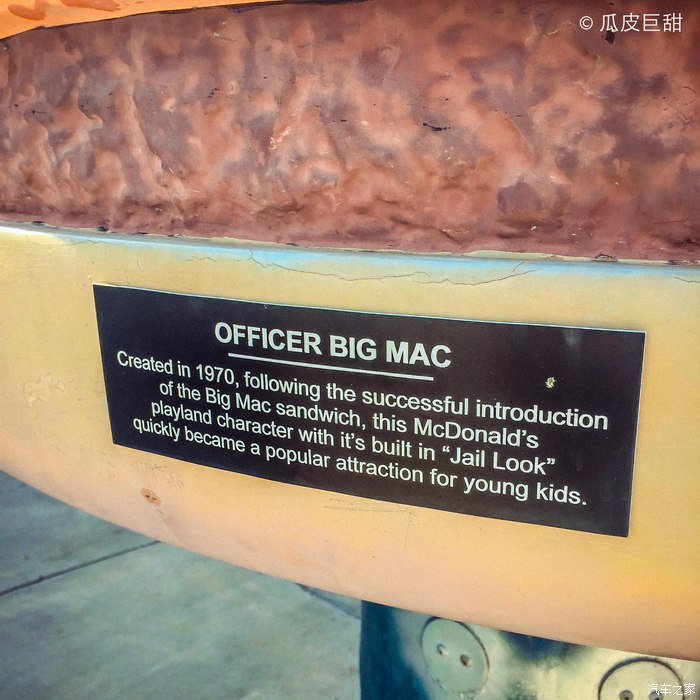 © 瓜皮巨甜
OFFICER BIG MAC
Created in 1970, following the successful introduction
of the Big Mac sandwich, this McDonald's
playland character with it's built in “Jail Look”
quickly became a popular attraction for young kids.
汽车之家